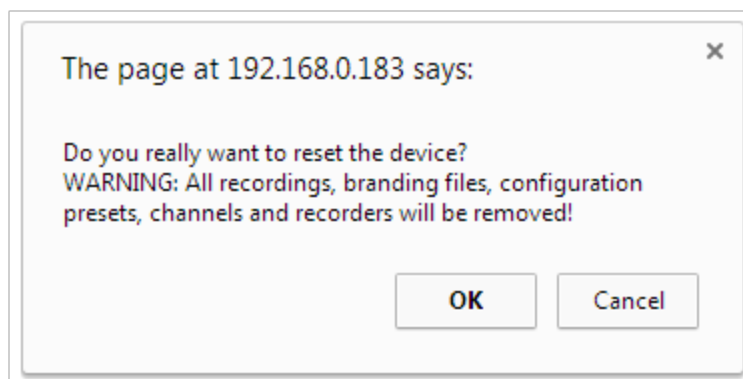 The page at 192.168.0.183 says:
Do you really want to reset the device?
WARNING: All recordings, branding files, configuration
presets, channels and recorders will be removed!
OK Cancel